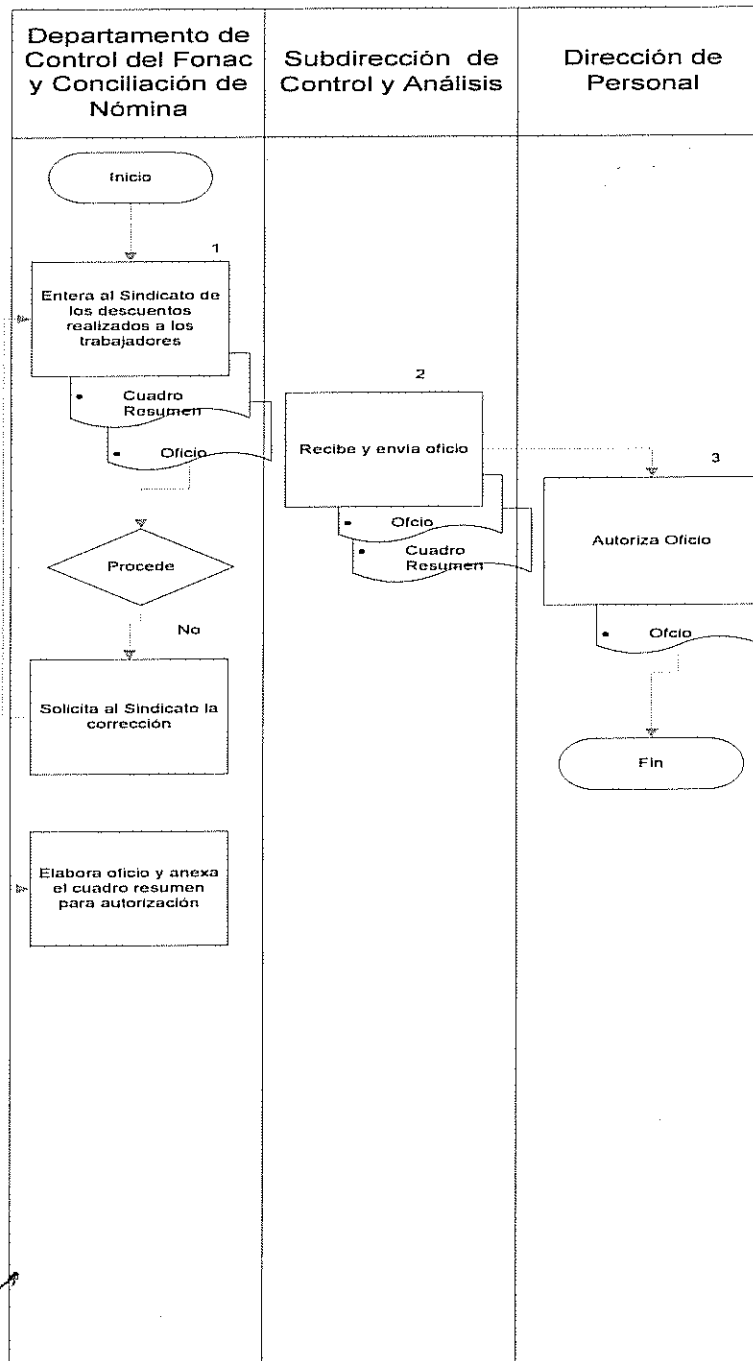 Departamento de
Control del Fonac
y Conciliación de
Nómina
Subdirección de
Control y Análisis
Dirección de
Personal
Inicio
1
Entera al Sindicato de
los descuentos
realizados a los
trabajadores
Cuadro
Resumen
Oficio
Procede
No
Solicita al Sindicato la
corrección
Elabora oficio y anexa
el cuadro resumen
para autorización
2
Recibe y envía oficio
Ofcio
Cuadro
Resumen
3
Autoriza Oficio
Ofcio
Fin